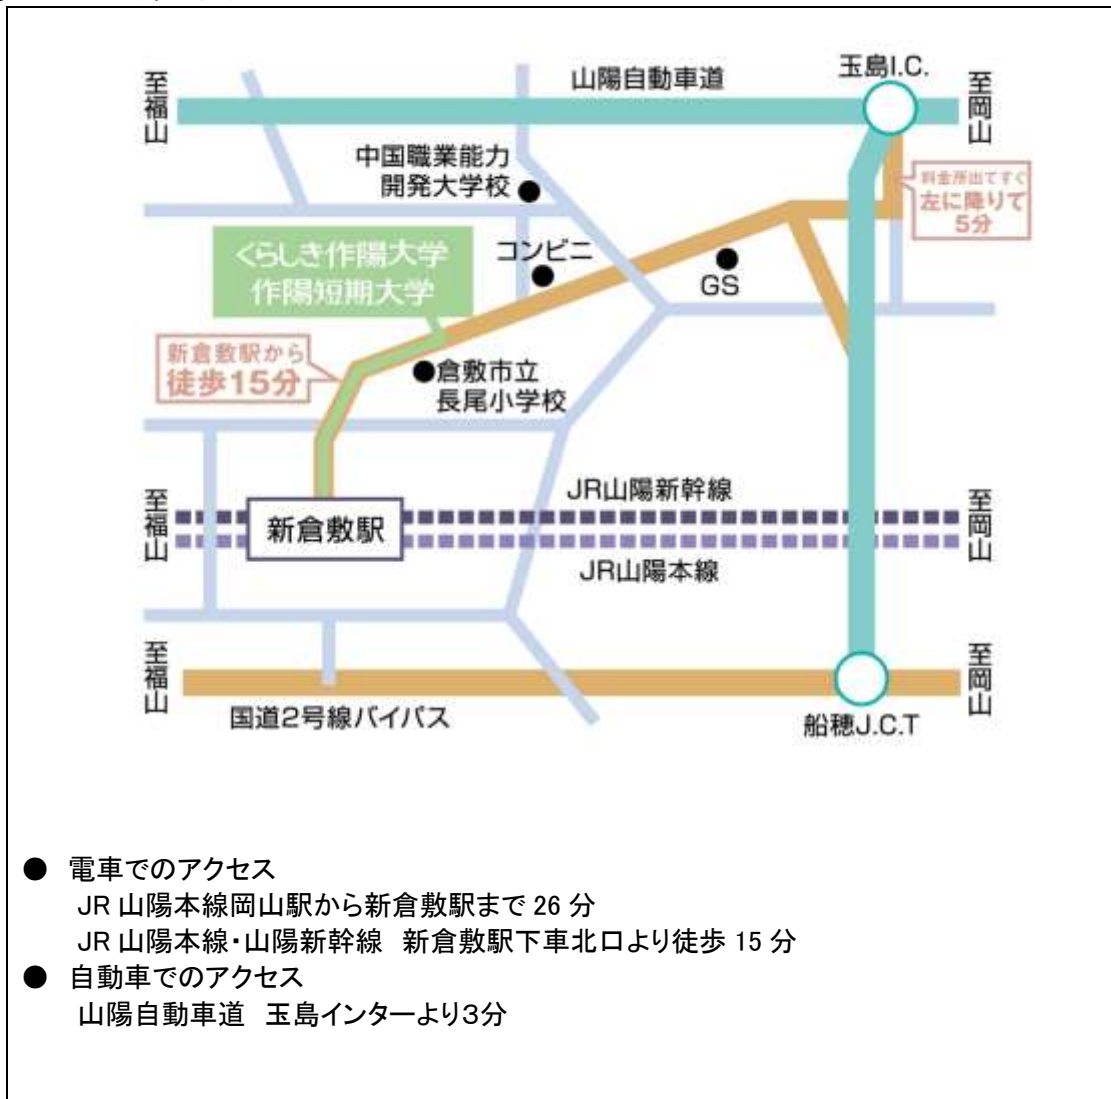 山陽自動車道
玉島I.C.
至福山
至岡山
中国職業能力
開発大学校
料金所出てすぐ
左に降りて
5分
くらしき作陽大学
作陽短期大学
コンビニ
GS
新倉敷駅から
徒歩15分
倉敷市立
長尾小学校
JR山陽新幹線
至福山
新倉敷駅
至岡山
JR山陽本線
至福山
至岡山
国道2号線バイパス
船穂J.C.T
● 電車でのアクセス
JR 山陽本線岡山駅から新倉敷駅まで 26 分
JR 山陽本線・山陽新幹線 新倉敷駅下車北口より徒歩 15 分
● 自動車でのアクセス
山陽自動車道 玉島インターより3分